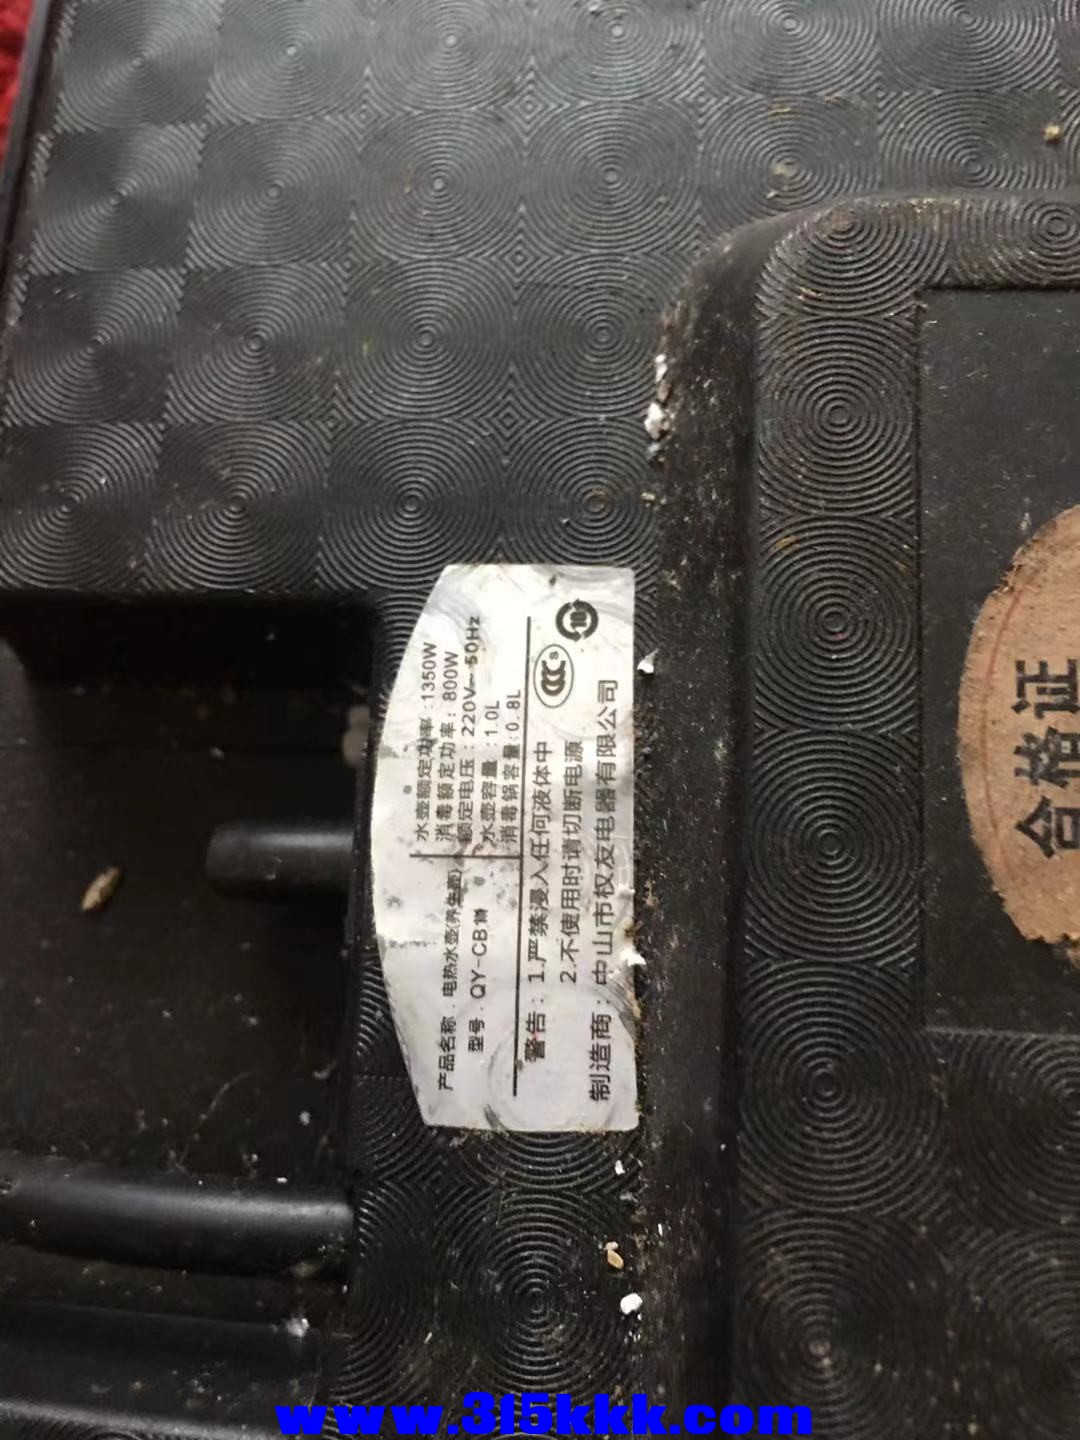 产品名称：电热水壶(养生壶)
型号：QY-CB
水壶额定功率：1350W
消毒额定功率：800W
额定电压：220V～50Hz
水壶容量：1.0L
消毒锅容量：0.8L
警告：1.严禁浸入任何液体中
2.不使用时请切断电源
制造商：中山市权友电器有限公司
CCC S
10
合格证
www.315kkk.com